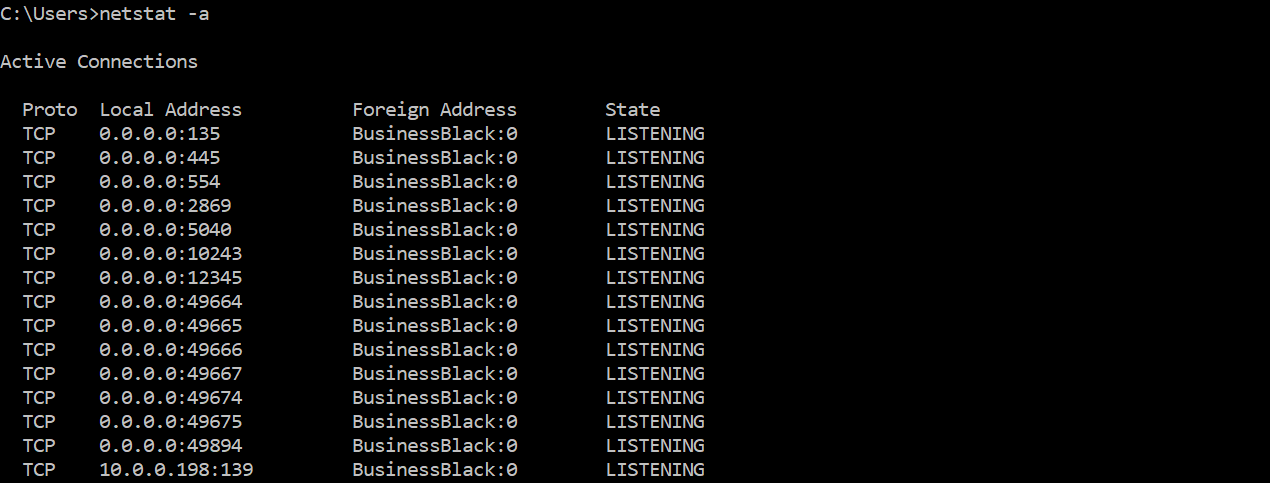 C:\Users>netstat -a
Active Connections
Proto  Local Address          Foreign Address        State
TCP    0.0.0.0:135            BusinessBlack:0        LISTENING
TCP    0.0.0.0:445            BusinessBlack:0        LISTENING
TCP    0.0.0.0:554            BusinessBlack:0        LISTENING
TCP    0.0.0.0:2869           BusinessBlack:0        LISTENING
TCP    0.0.0.0:5040           BusinessBlack:0        LISTENING
TCP    0.0.0.0:10243          BusinessBlack:0        LISTENING
TCP    0.0.0.0:12345          BusinessBlack:0        LISTENING
TCP    0.0.0.0:49664          BusinessBlack:0        LISTENING
TCP    0.0.0.0:49665          BusinessBlack:0        LISTENING
TCP    0.0.0.0:49666          BusinessBlack:0        LISTENING
TCP    0.0.0.0:49667          BusinessBlack:0        LISTENING
TCP    0.0.0.0:49674          BusinessBlack:0        LISTENING
TCP    0.0.0.0:49675          BusinessBlack:0        LISTENING
TCP    0.0.0.0:49894          BusinessBlack:0        LISTENING
TCP    10.0.0.198:139         BusinessBlack:0        LISTENING